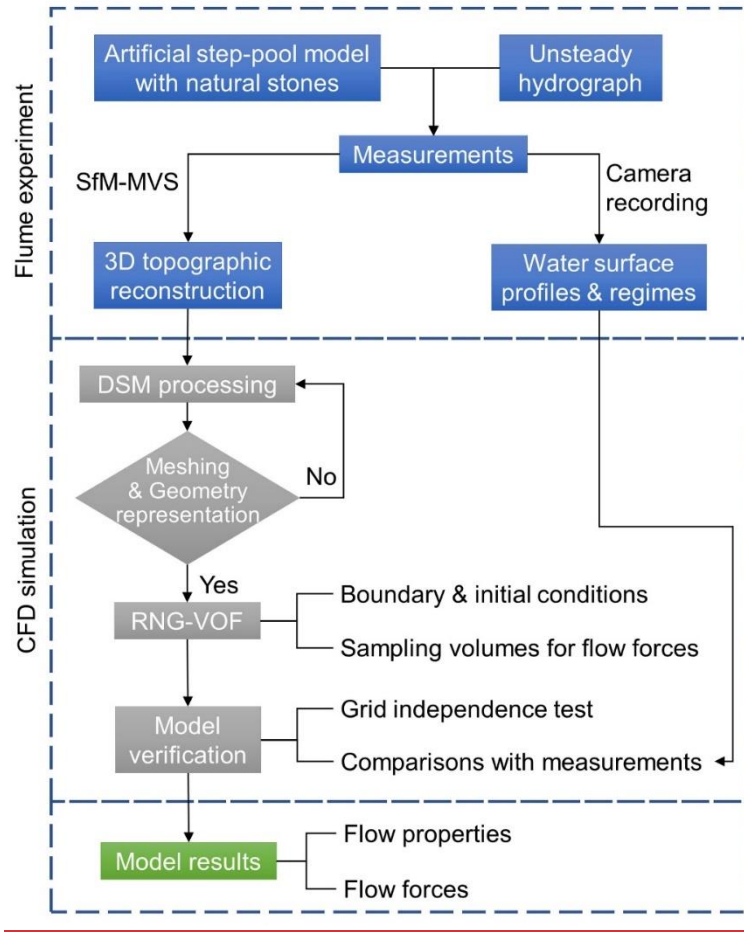 Flume experiment
Artificial step-pool model
with natural stones
Unsteady
hydrograph
Measurements
SfM-MVS
Camera
recording
3D topographic
reconstruction
Water surface
profiles & regimes
CFD simulation
DSM processing
Meshing
& Geometry
representation
No
Yes
RNG-VOF
Boundary & initial conditions
Sampling volumes for flow forces
Model
verification
Grid independence test
Comparisons with measurements
Model results
Flow properties
Flow forces